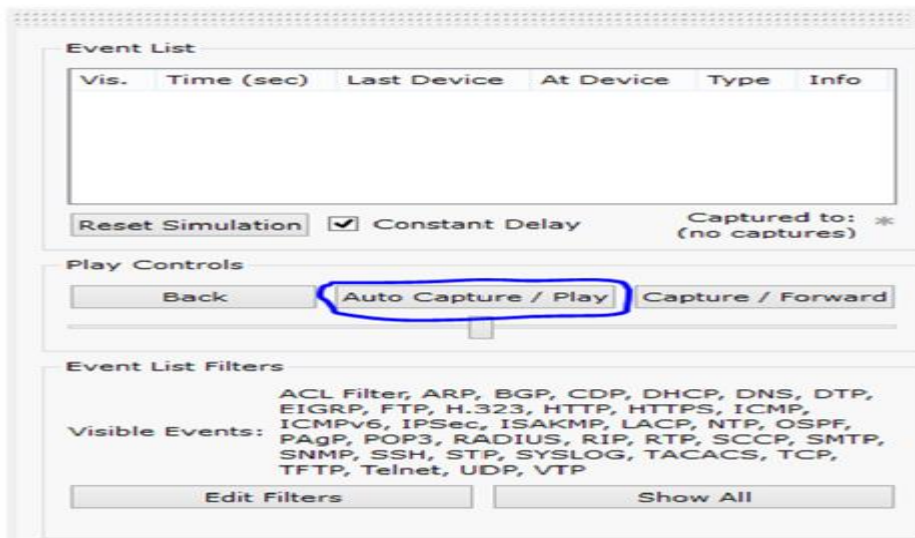 Event List
Vis. Time (sec) Last Device At Device Type Info
Reset Simulation Constant Delay Captured to: *
(no captures)
Play Controls
Back Auto Capture / Play Capture / Forward
Event List Filters
Visible Events: ACL Filter, ARP, BGP, CDP, DHCP, DNS, DTP,
EIGRP, FTP, H.323, HTTP, HTTPS, ICMP,
ICMPv6, IPSec, ISAKMP, LACP, NTP, OSPF,
PAgP, POP3, RADIUS, RIP, RTP, SCCP, SMTP,
SNMP, SSH, STP, SYSLOG, TACACS, TCP,
TFTP, Telnet, UDP, VTP
Edit Filters Show All